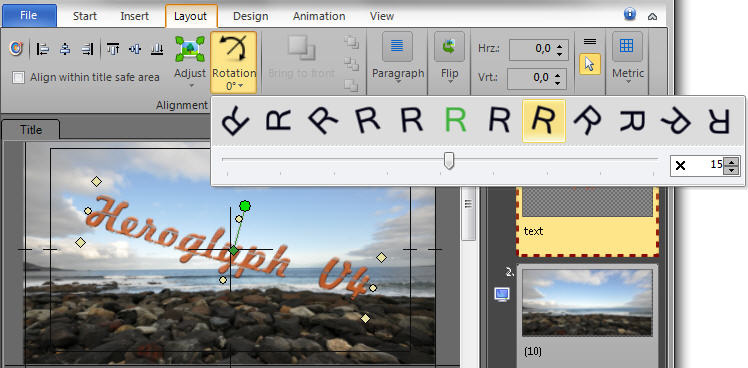 File Start Insert Layout Design Animation View
Align within title safe area
Adjust
Rotation
0°
Bring to front
Paragraph
Flip
Hrz.: 0,0
Vrt.: 0,0
Metric
Alignment
R R R R R R R R R R R R
Title
15
Heroglyph V4
text
2.
(10)